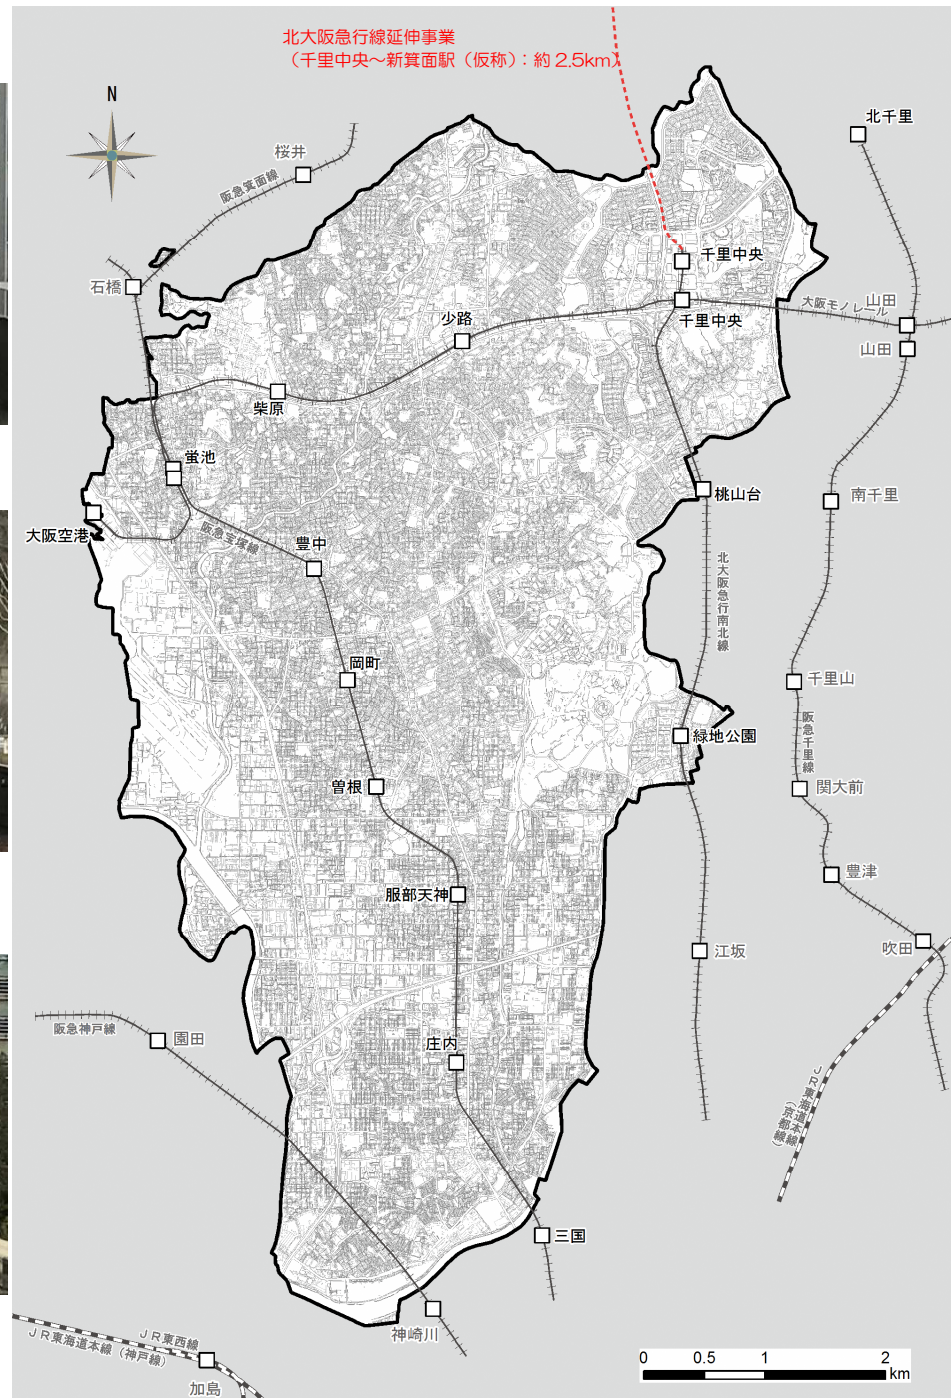 北大阪急行線延伸事業
(千里中央~新箕面駅(仮称):約2.5km)
N
北千里
桜井
阪急箕面線
石橋
千里中央
大阪モノレール
山田
千里中央
山田
少路
柴原
蛍池
桃山台
南千里
大阪空港
阪急宝塚線
豊中
北大阪急行南北線
岡町
千里山
緑地公園
阪急千里線
曽根
関大前
豊津
服部天神
吹田
江坂
阪急神戸線
園田
庄内
JR東海道本線
(京都線)
三国
神崎川
JR東西線
JR東海道本線(神戸線)
加島
0 0.5 1 2
km